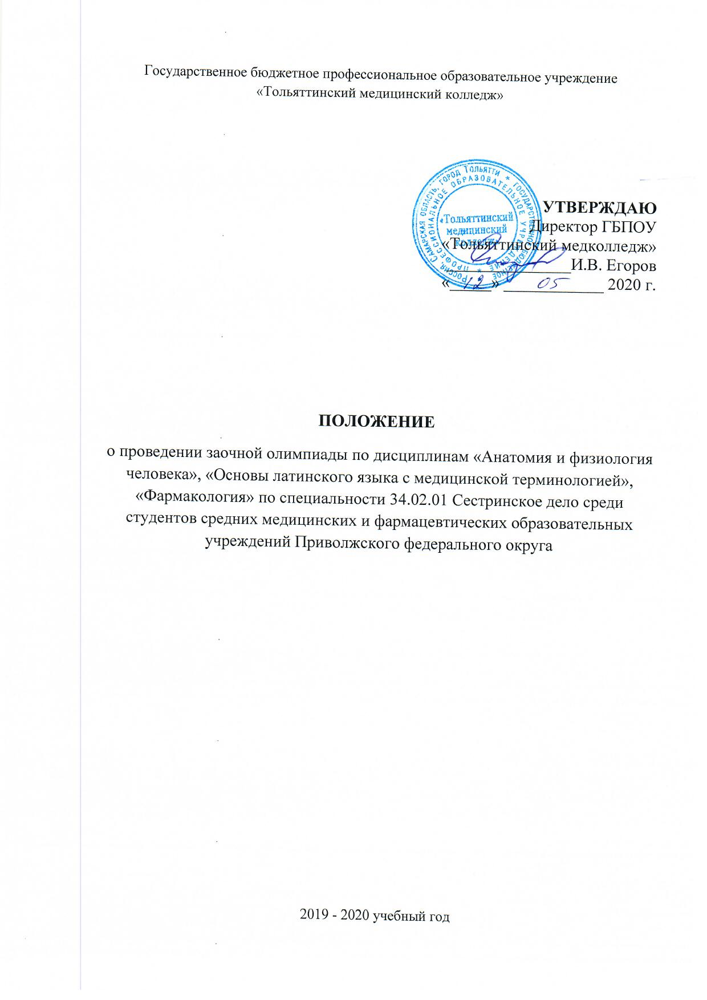 Государственное бюджетное профессиональное образовательное учреждение
«Тольяттинский медицинский колледж»
РОССИЯ, САМАРСКАЯ ОБЛАСТЬ, ГОРОД ТОЛЬЯТТИ * ГОСУДАРСТВЕННОЕ БЮДЖЕТНОЕ
ПРОФЕССИОНАЛЬНОЕ ОБРАЗОВАТЕЛЬНОЕ УЧРЕЖДЕНИЕ *
«Тольяттинский
медицинский
колледж»
УТВЕРЖДАЮ
Директор ГБПОУ
«Тольяттинский медколледж»
_______________И.В. Егоров
«12» 05 2020 г.
ПОЛОЖЕНИЕ
о проведении заочной олимпиады по дисциплинам «Анатомия и физиология
человека», «Основы латинского языка с медицинской терминологией»,
«Фармакология» по специальности 34.02.01 Сестринское дело среди
студентов средних медицинских и фармацевтических образовательных
учреждений Приволжского федерального округа
2019 - 2020 учебный год